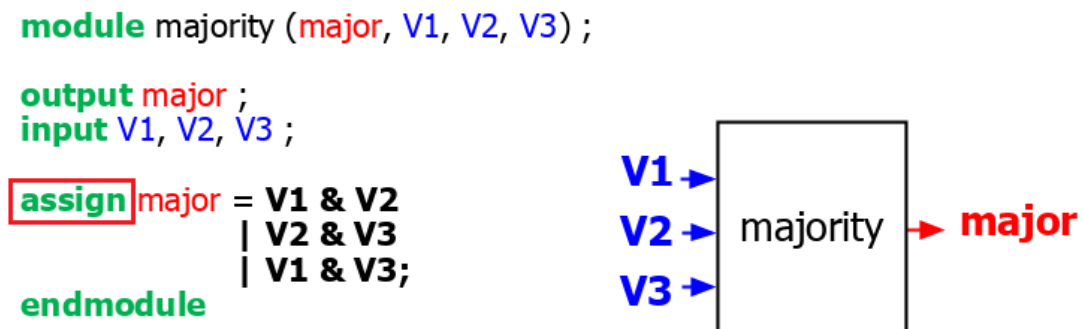 module majority (major, V1, V2, V3) ;
output major ;
input V1, V2, V3 ;
assign major = V1 & V2
| V2 & V3
| V1 & V3;
endmodule
V1
V2
V3
majority
major